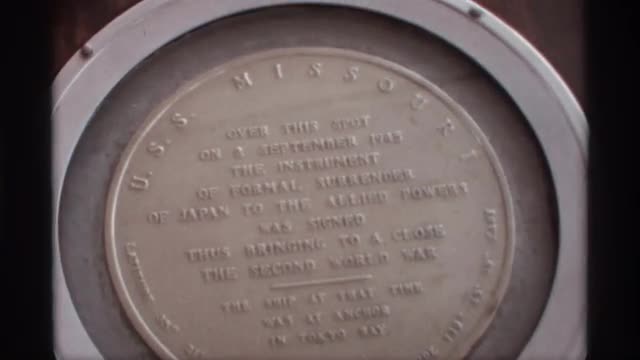 U.S.S. MISSOURI
OVER THIS SPOT
ON 2 SEPTEMBER 1945
THE INSTRUMENT
OF FORMAL SURRENDER
OF JAPAN TO THE ALLIED POWERS
WAS SIGNED
THUS BRINGING TO A CLOSE
THE SECOND WORLD WAR
THE SHIP AT THAT TIME
WAS AT ANCHOR
IN TOKYO BAY
LATITUDE 35°